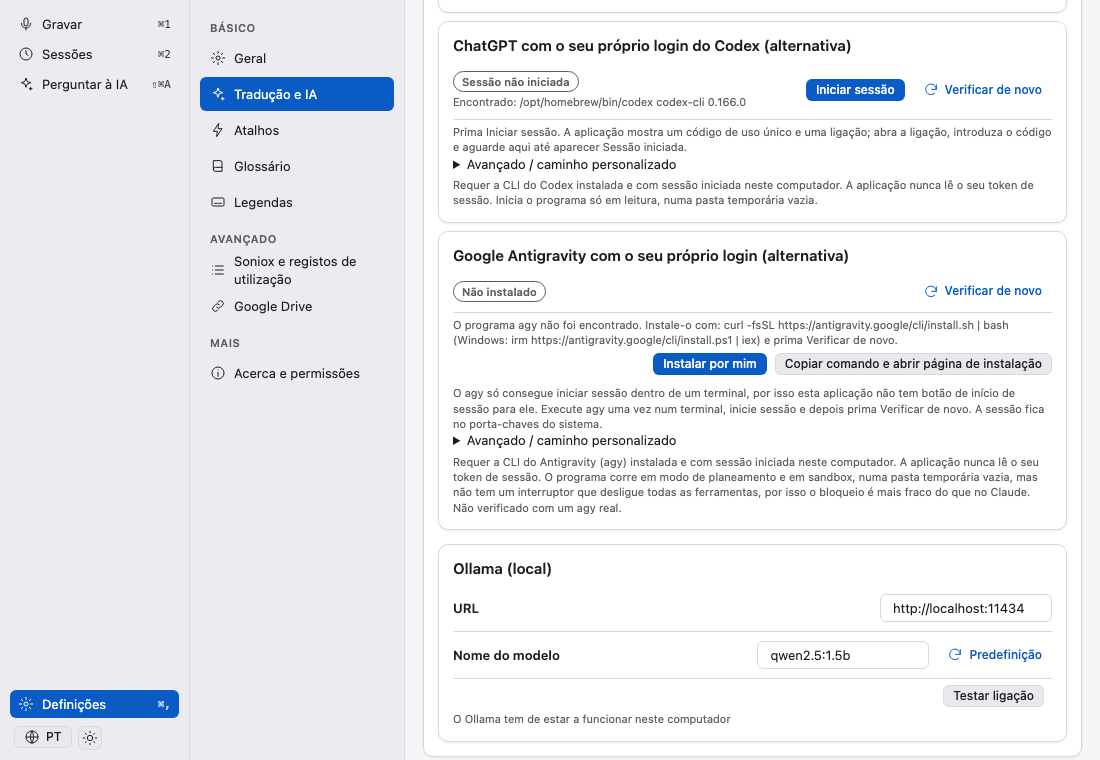 Gravar ⌘1
Sessões ⌘2
Perguntar à IA ⇧⌘A
Definições ⌘,
PT
BÁSICO
Geral
Tradução e IA
Atalhos
Glossário
Legendas
AVANÇADO
Soniox e registos de
utilização
Google Drive
MAIS
Acerca e permissões
ChatGPT com o seu próprio login do Codex (alternativa)
Sessão não iniciada
Encontrado: /opt/homebrew/bin/codex codex-cli 0.166.0
Iniciar sessão
Verificar de novo
Prima Iniciar sessão. A aplicação mostra um código de uso único e uma ligação; abra a ligação, introduza o código
e aguarde aqui até aparecer Sessão iniciada.
Avançado / caminho personalizado
Requer a CLI do Codex instalada e com sessão iniciada neste computador. A aplicação nunca lê o seu token de
sessão. Inicia o programa só em leitura, numa pasta temporária vazia.
Google Antigravity com o seu próprio login (alternativa)
Não instalado
Verificar de novo
O programa agy não foi encontrado. Instale-o com: curl -fsSL https://antigravity.google/cli/install.sh | bash
(Windows: irm https://antigravity.google/cli/install.ps1 | iex) e prima Verificar de novo.
Instalar por mim
Copiar comando e abrir página de instalação
O agy só consegue iniciar sessão dentro de um terminal, por isso esta aplicação não tem botão de início de
sessão para ele. Execute agy uma vez num terminal, inicie sessão e depois prima Verificar de novo. A sessão fica
no porta-chaves do sistema.
Avançado / caminho personalizado
Requer a CLI do Antigravity (agy) instalada e com sessão iniciada neste computador. A aplicação nunca lê o seu
token de sessão. O programa corre em modo de planeamento e em sandbox, numa pasta temporária vazia, mas
não tem um interruptor que desligue todas as ferramentas, por isso o bloqueio é mais fraco do que no Claude.
Não verificado com um agy real.
Ollama (local)
URL
http://localhost:11434
Nome do modelo
qwen2.5:1.5b
Predefinição
Testar ligação
O Ollama tem de estar a funcionar neste computador